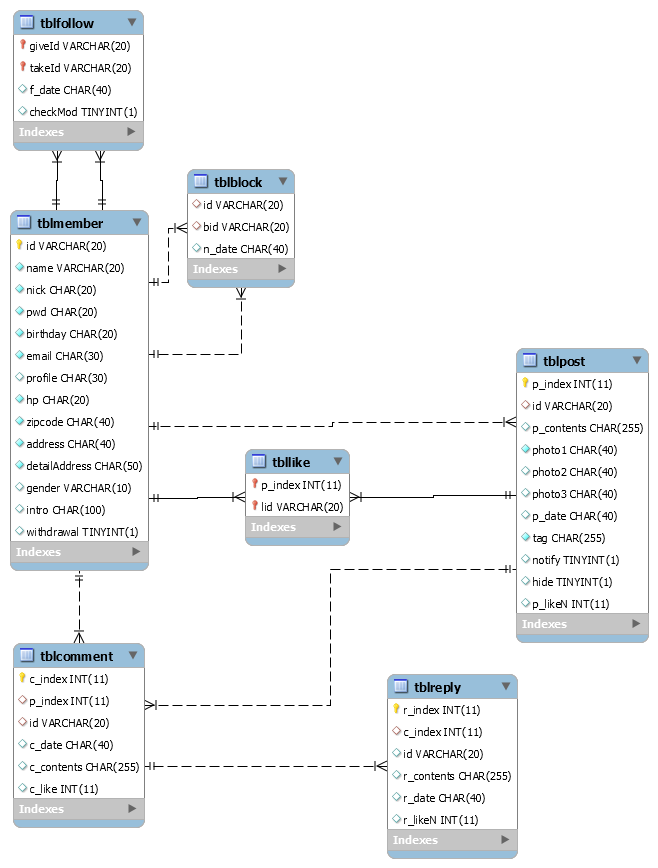 tblfollow
giveId VARCHAR(20)
takeId VARCHAR(20)
f_date CHAR(40)
checkMod TINYINT(1)
Indexes
tblblock
id VARCHAR(20)
bid VARCHAR(20)
n_date CHAR(40)
Indexes
tblmember
id VARCHAR(20)
name VARCHAR(20)
nick CHAR(20)
pwd CHAR(20)
birthday CHAR(20)
email CHAR(30)
profile CHAR(30)
hp CHAR(20)
zipcode CHAR(40)
address CHAR(40)
detailAddress CHAR(50)
gender VARCHAR(10)
intro CHAR(100)
withdrawal TINYINT(1)
Indexes
tblpost
p_index INT(11)
id VARCHAR(20)
p_contents CHAR(255)
photo1 CHAR(40)
photo2 CHAR(40)
photo3 CHAR(40)
p_date CHAR(40)
tag CHAR(255)
notify TINYINT(1)
hide TINYINT(1)
p_likeN INT(11)
Indexes
tbllike
p_index INT(11)
lid VARCHAR(20)
Indexes
tblcomment
c_index INT(11)
p_index INT(11)
id VARCHAR(20)
c_date CHAR(40)
c_contents CHAR(255)
c_like INT(11)
Indexes
tblreply
r_index INT(11)
c_index INT(11)
id VARCHAR(20)
r_contents CHAR(255)
r_date CHAR(40)
r_likeN INT(11)
Indexes